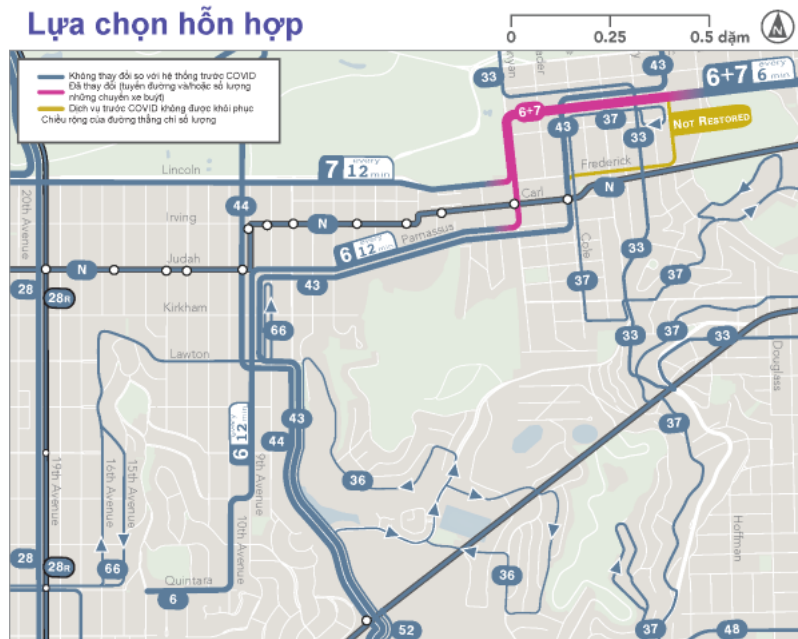 Lựa chọn hỗn hợp
0 0.25 0.5 dặm
N
Không thay đổi so với hệ thống trước COVID
Đã thay đổi (tuyến đường và/hoặc số lượng
những chuyến xe buýt)
Dịch vụ trước COVID không được khôi phục
Chiều rộng của đường thẳng chỉ số lượng
43
33
6+7 every 6 min
6+7
43
37
33
NOT RESTORED
Frederick
Lincoln
7 every 12 min
N
20th Avenue
44
Carl
Irving
N
6 every 12 min
Parnassus
Cole
33
Judah
N
43
37
37
28
28R
Kirkham
66
37
33
33
Lawton
Douglass
43
6 every 12 min
44
37
19th Avenue
16th Avenue
15th Avenue
9th Avenue
36
10th Avenue
Hoffman
28
28R
66
Quintara
6
36
52
37
48